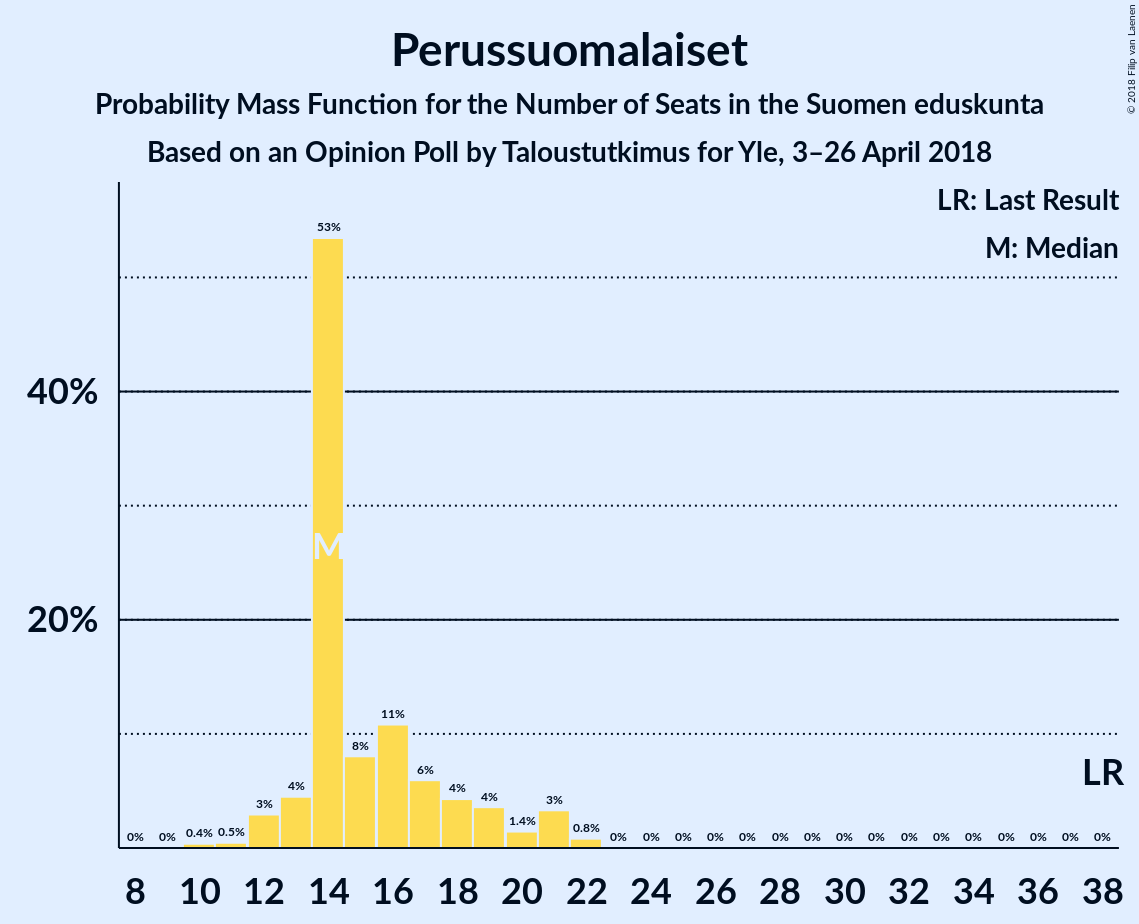 Perussuomalaiset
Probability Mass Function for the Number of Seats in the Suomen eduskunta
Based on an Opinion Poll by Taloustutkimus for Yle, 3–26 April 2018
© 2018 Filip van Laenen
LR: Last Result
M: Median
53%
40%
M
20%
11%
8%
6%
LR
4%
4%
4%
3%
3%
1.4%
0.8%
0% 0% 0.4% 0.5%
0% 0% 0% 0% 0% 0% 0% 0% 0% 0% 0% 0% 0% 0% 0% 0%
8 10 12 14 16 18 20 22 24 26 28 30 32 34 36 38